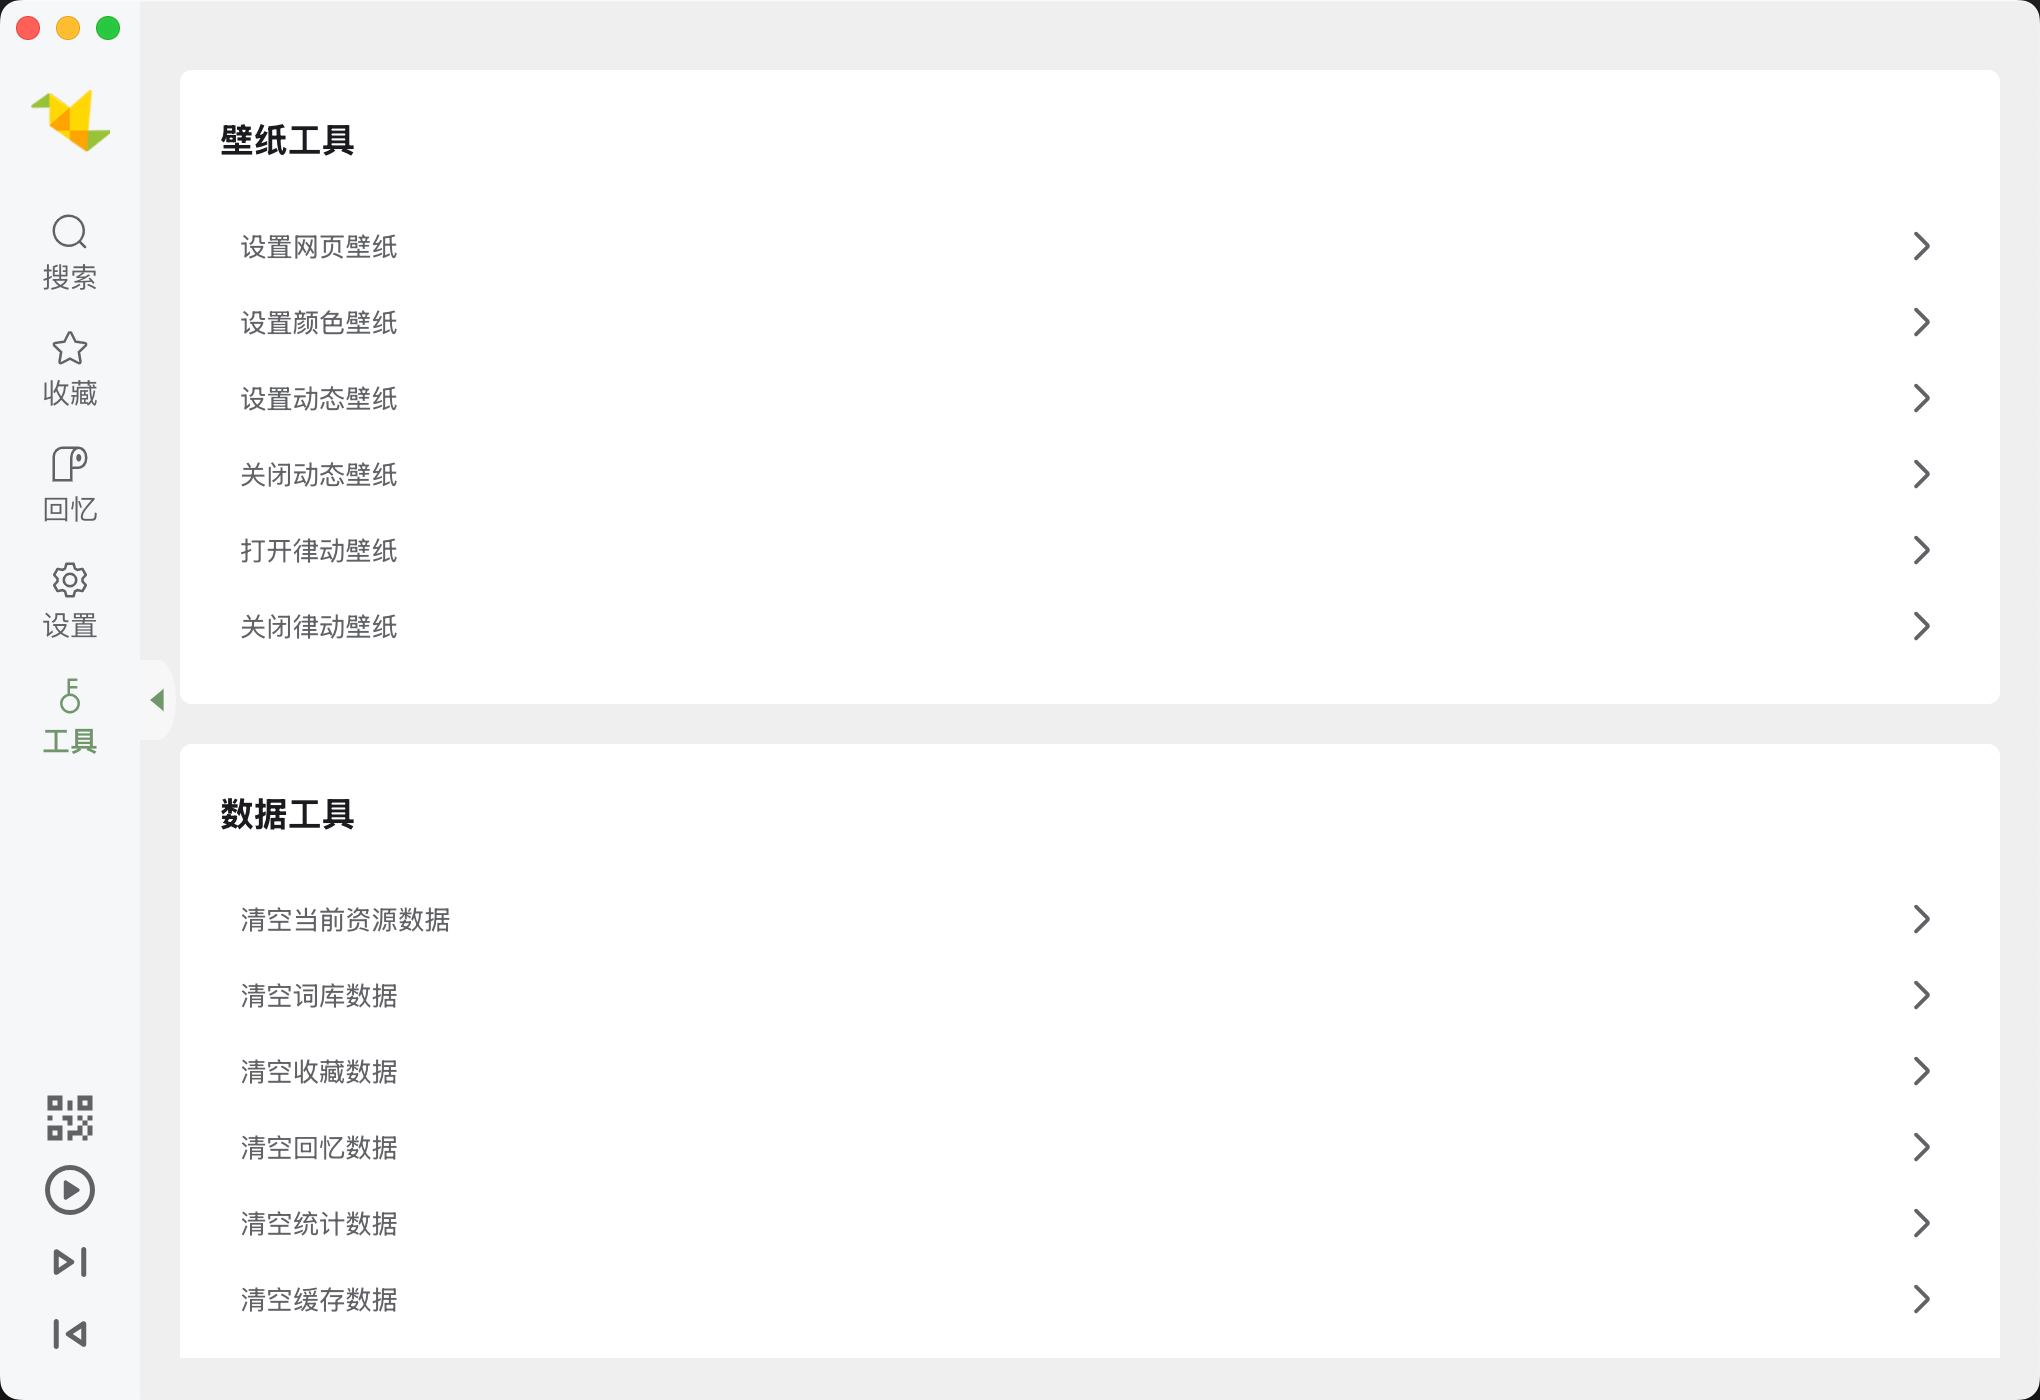 搜索
收藏
回忆
设置
工具
壁纸工具
设置网页壁纸
设置颜色壁纸
设置动态壁纸
关闭动态壁纸
打开律动壁纸
关闭律动壁纸
数据工具
清空当前资源数据
清空词库数据
清空收藏数据
清空回忆数据
清空统计数据
清空缓存数据